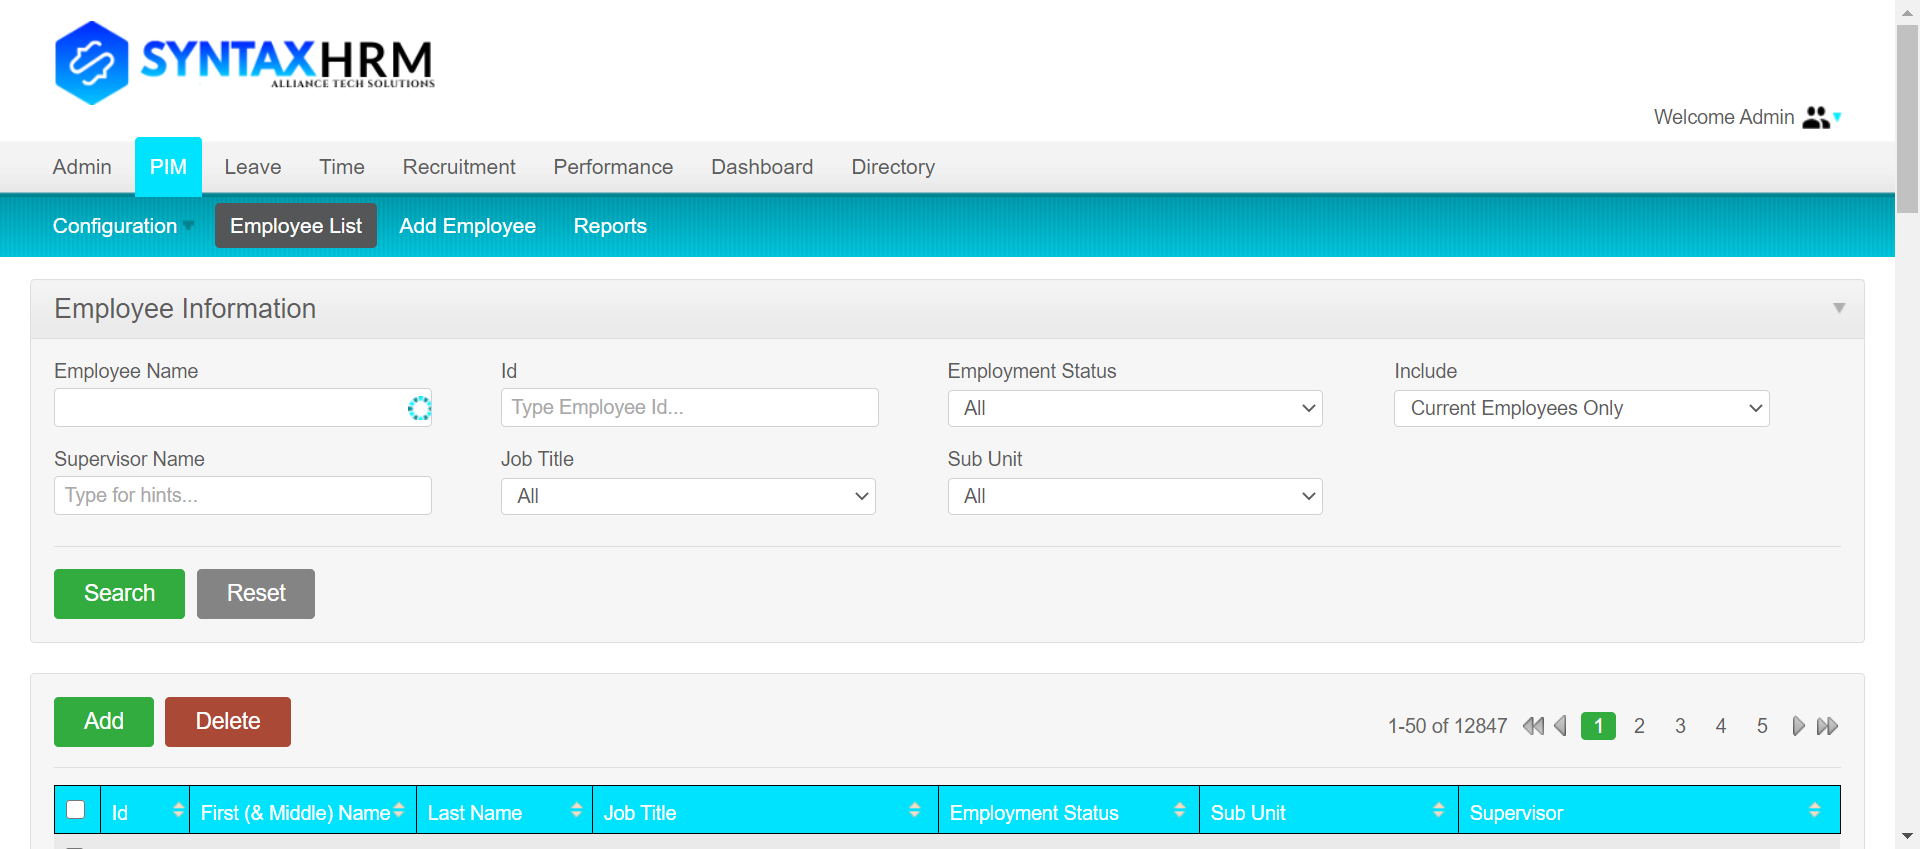 SYNTAXHRM
ALLIANCE TECH SOLUTIONS
Welcome Admin
Admin PIM Leave Time Recruitment Performance Dashboard Directory
Configuration Employee List Add Employee Reports
Employee Information
Employee Name Id Employment Status Include
Type Employee Id... All Current Employees Only
Supervisor Name Job Title Sub Unit
Type for hints... All All
Search Reset
Add Delete 1-50 of 12847 1 2 3 4 5
Id First (& Middle) Name Last Name Job Title Employment Status Sub Unit Supervisor